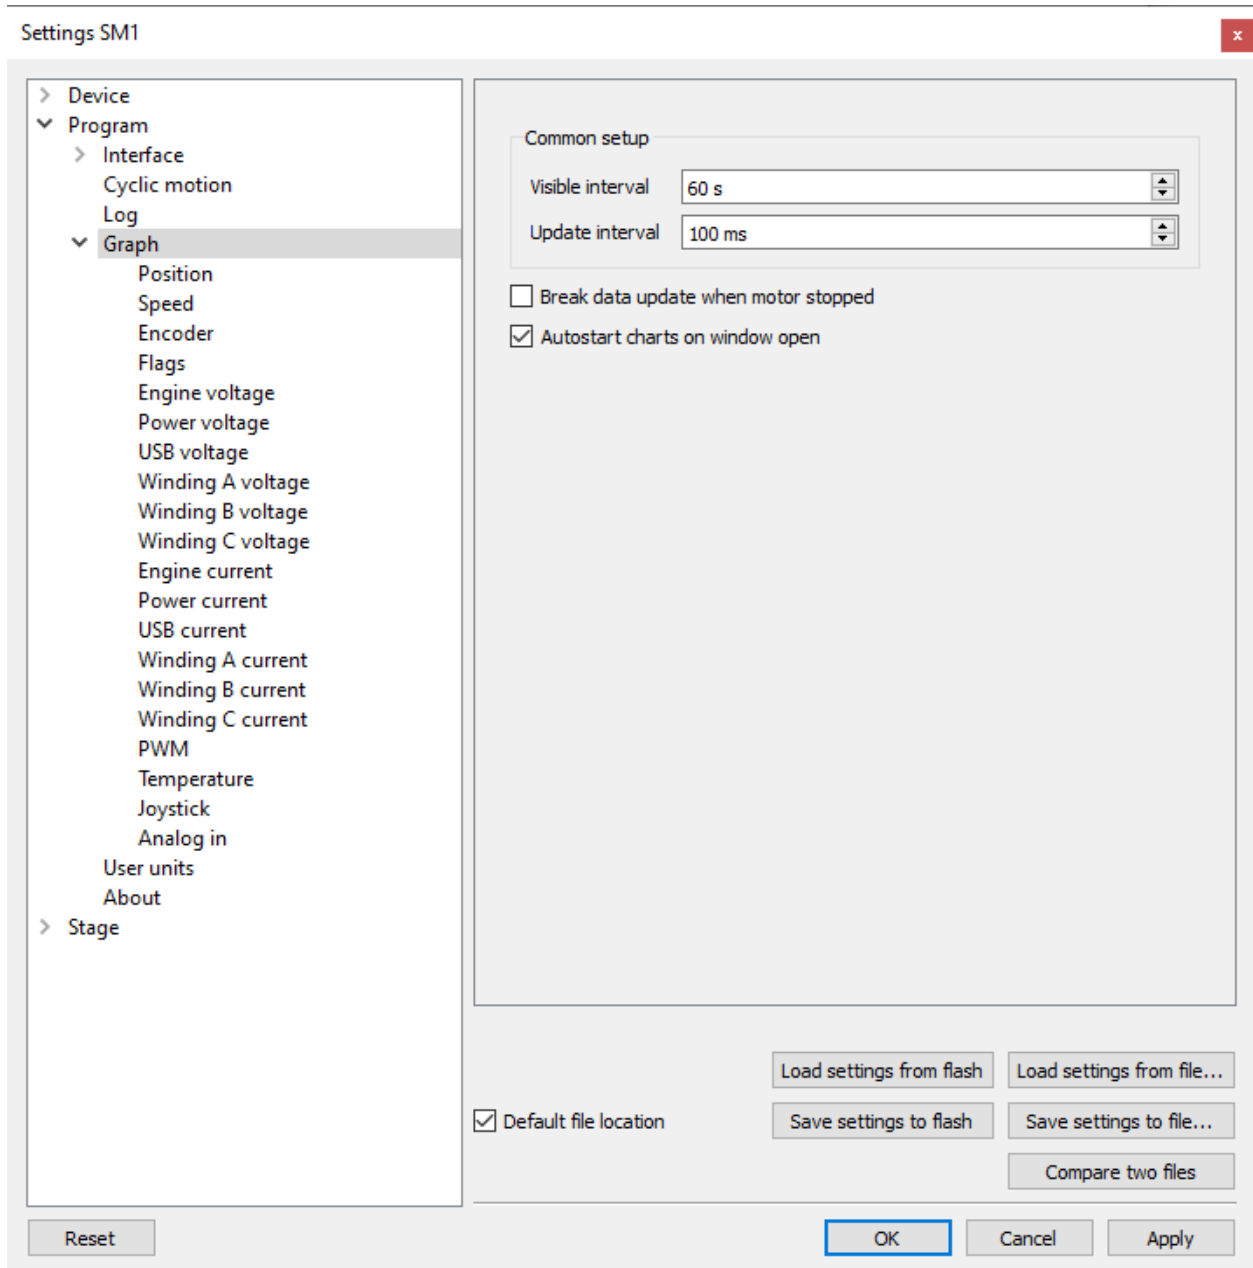 Settings SM1
x
Device
Program
Interface
Cyclic motion
Log
Graph
Position
Speed
Encoder
Flags
Engine voltage
Power voltage
USB voltage
Winding A voltage
Winding B voltage
Winding C voltage
Engine current
Power current
USB current
Winding A current
Winding B current
Winding C current
PWM
Temperature
Joystick
Analog in
User units
About
Stage
Common setup
Visible interval 60 s
Update interval 100 ms
Break data update when motor stopped
Autostart charts on window open
Load settings from flash Load settings from file...
Default file location Save settings to flash Save settings to file...
Compare two files
Reset OK Cancel Apply